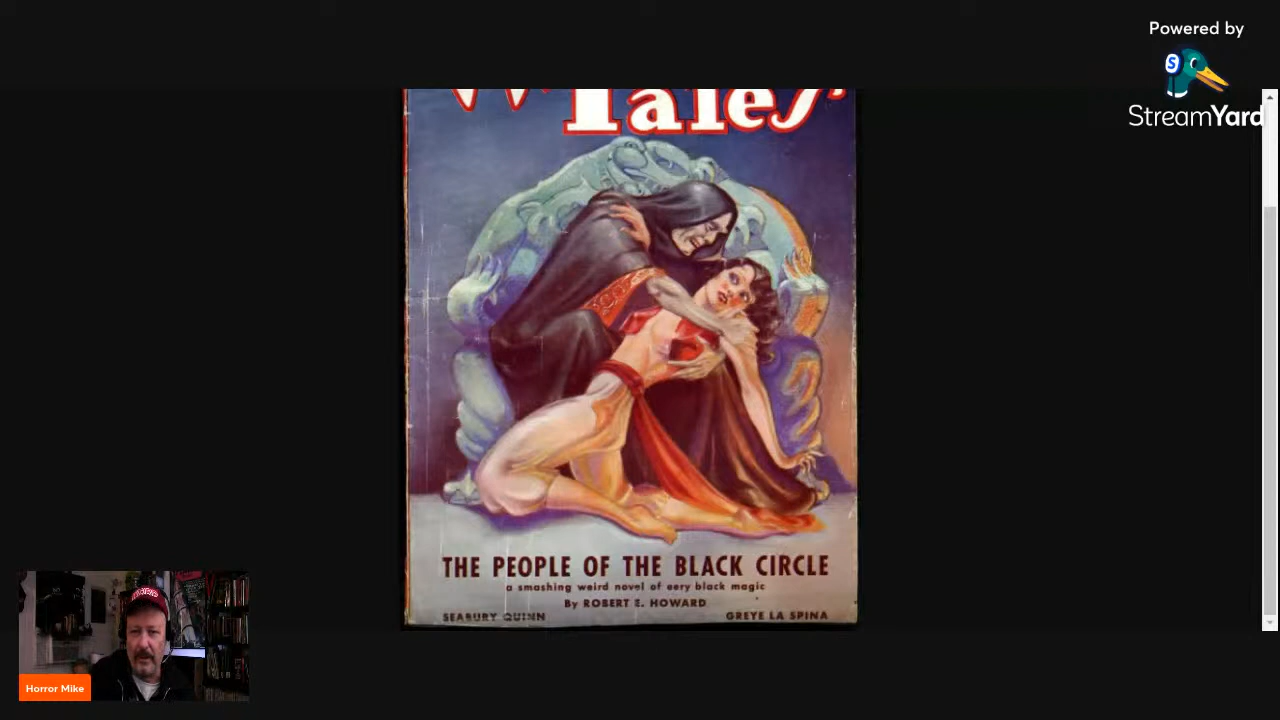 Powered by
StreamYard
Tales
THE PEOPLE OF THE BLACK CIRCLE
a smashing weird novel of eery black magic
By ROBERT E. HOWARD
SEABURY QUINN
GREYE LA SPINA
Horror Mike